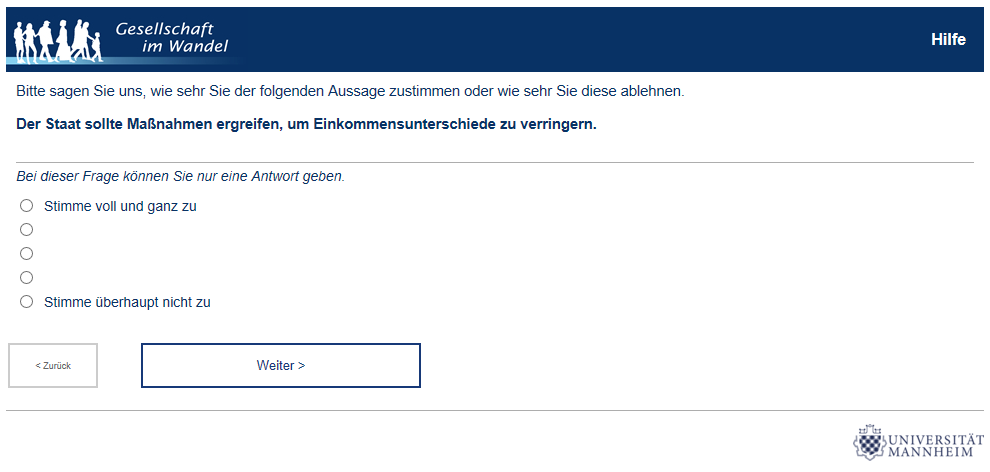 Gesellschaft
im Wandel
Hilfe
Bitte sagen Sie uns, wie sehr Sie der folgenden Aussage zustimmen oder wie sehr Sie diese ablehnen.
Der Staat sollte Maßnahmen ergreifen, um Einkommensunterschiede zu verringern.
Bei dieser Frage können Sie nur eine Antwort geben.
Stimme voll und ganz zu
Stimme überhaupt nicht zu
< Zurück
Weiter >
UNIVERSITÄT
MANNHEIM